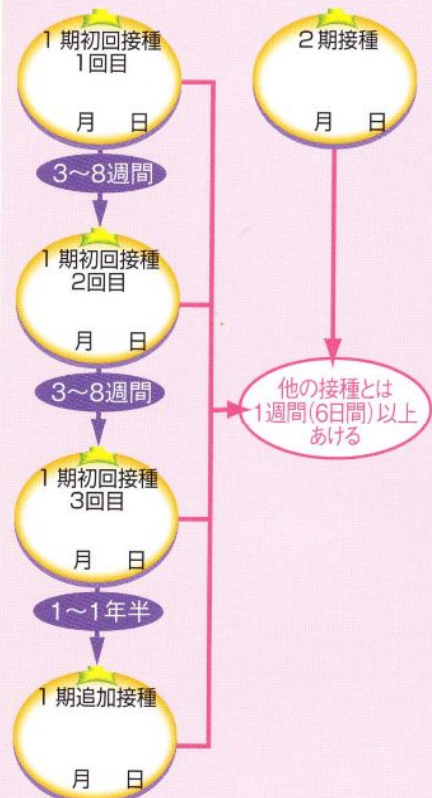 1期初回接種
1回目
月 日
3〜8週間
1期初回接種
2回目
月 日
3〜8週間
1期初回接種
3回目
月 日
1〜1年半
1期追加接種
月 日
2期接種
月 日
他の接種とは
1週間(6日間)以上
あける